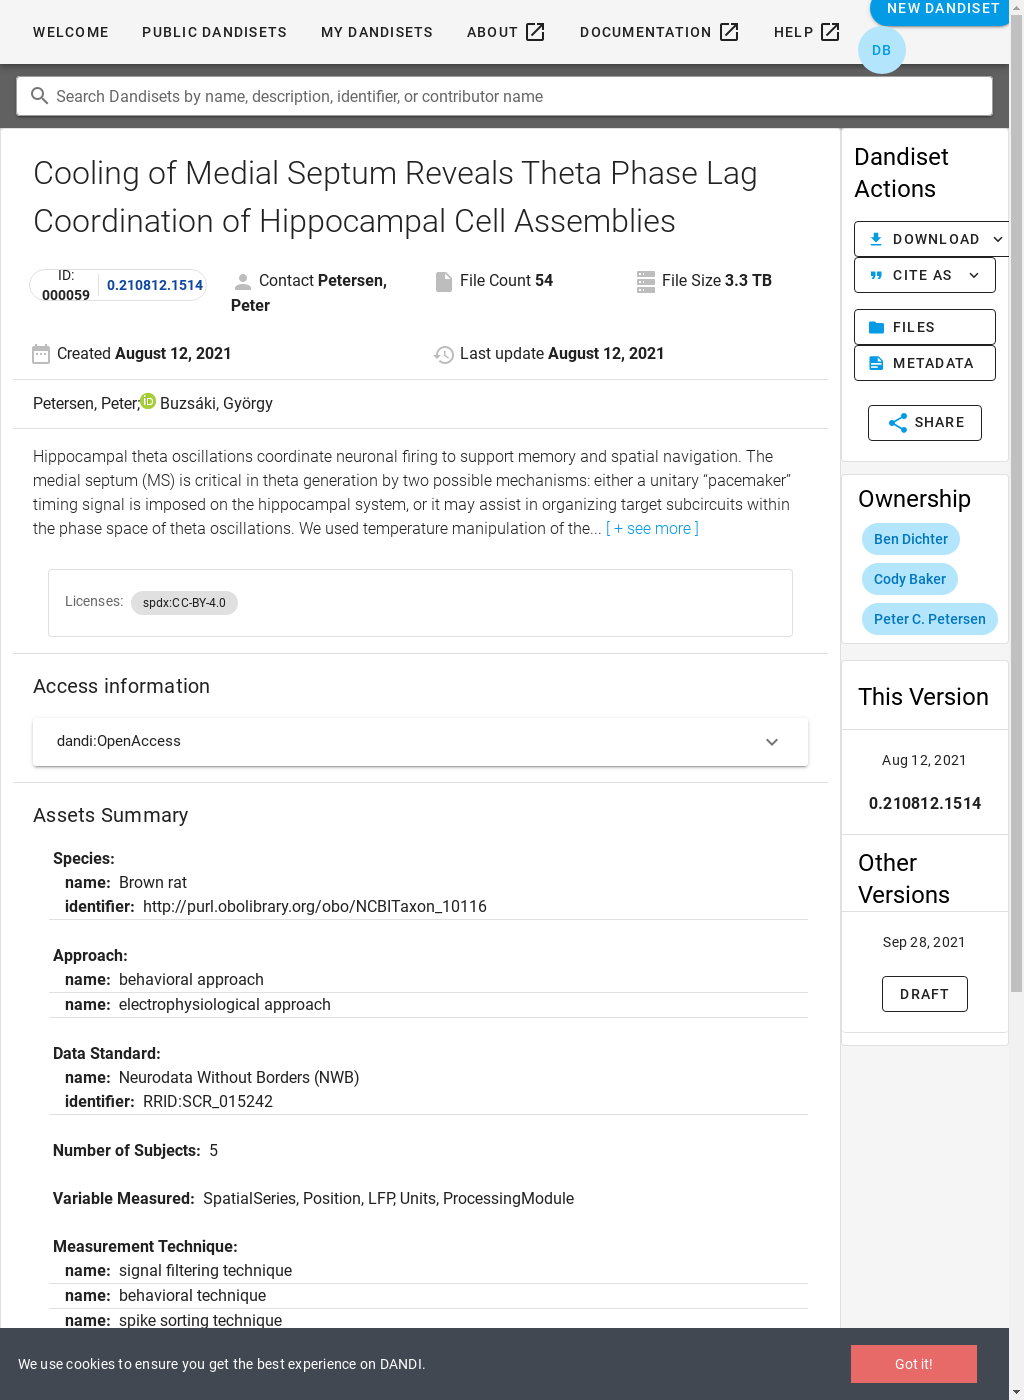 WELCOME PUBLIC DANDISETS MY DANDISETS ABOUT DOCUMENTATION HELP NEW DANDISET
DB
Search Dandisets by name, description, identifier, or contributor name
Cooling of Medial Septum Reveals Theta Phase Lag
Coordination of Hippocampal Cell Assemblies
ID:
000059
0.210812.1514
Contact Petersen,
Peter
File Count 54
File Size 3.3 TB
Created August 12, 2021
Last update August 12, 2021
Petersen, Peter; Buzsáki, György
Hippocampal theta oscillations coordinate neuronal firing to support memory and spatial navigation. The
medial septum (MS) is critical in theta generation by two possible mechanisms: either a unitary “pacemaker”
timing signal is imposed on the hippocampal system, or it may assist in organizing target subcircuits within
the phase space of theta oscillations. We used temperature manipulation of the... [ + see more ]
Licenses: spdx:CC-BY-4.0
Access information
dandi:OpenAccess
Assets Summary
Species:
name: Brown rat
identifier: http://purl.obolibrary.org/obo/NCBITaxon_10116
Approach:
name: behavioral approach
name: electrophysiological approach
Data Standard:
name: Neurodata Without Borders (NWB)
identifier: RRID:SCR_015242
Number of Subjects: 5
Variable Measured: SpatialSeries, Position, LFP, Units, ProcessingModule
Measurement Technique:
name: signal filtering technique
name: behavioral technique
name: spike sorting technique
Dandiset
Actions
DOWNLOAD
CITE AS
FILES
METADATA
SHARE
Ownership
Ben Dichter
Cody Baker
Peter C. Petersen
This Version
Aug 12, 2021
0.210812.1514
Other
Versions
Sep 28, 2021
DRAFT
We use cookies to ensure you get the best experience on DANDI.
Got it!